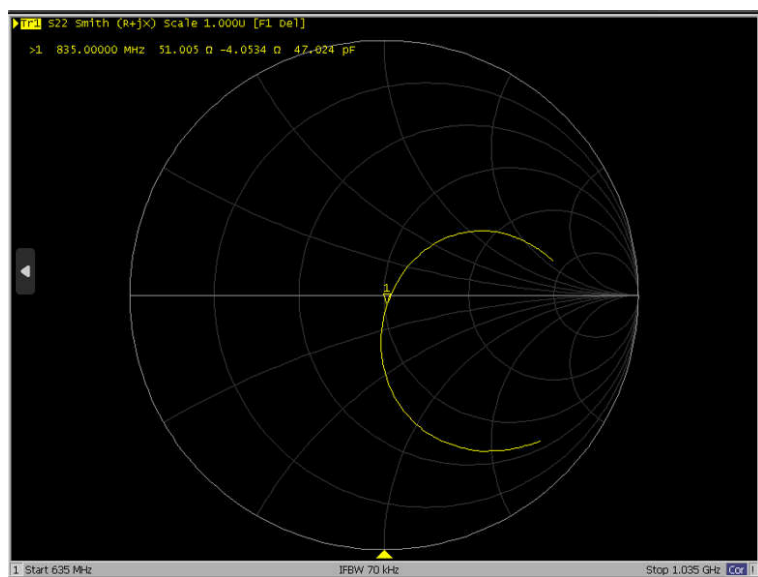 Tr1 S22 Smith (R+jX) Scale 1.000U [F1 Del]
>1 835.00000 MHz 51.005 Ω -4.0534 Ω 47.024 pF
1
1 Start 635 MHz IFBW 70 kHz Stop 1.035 GHz Cor !